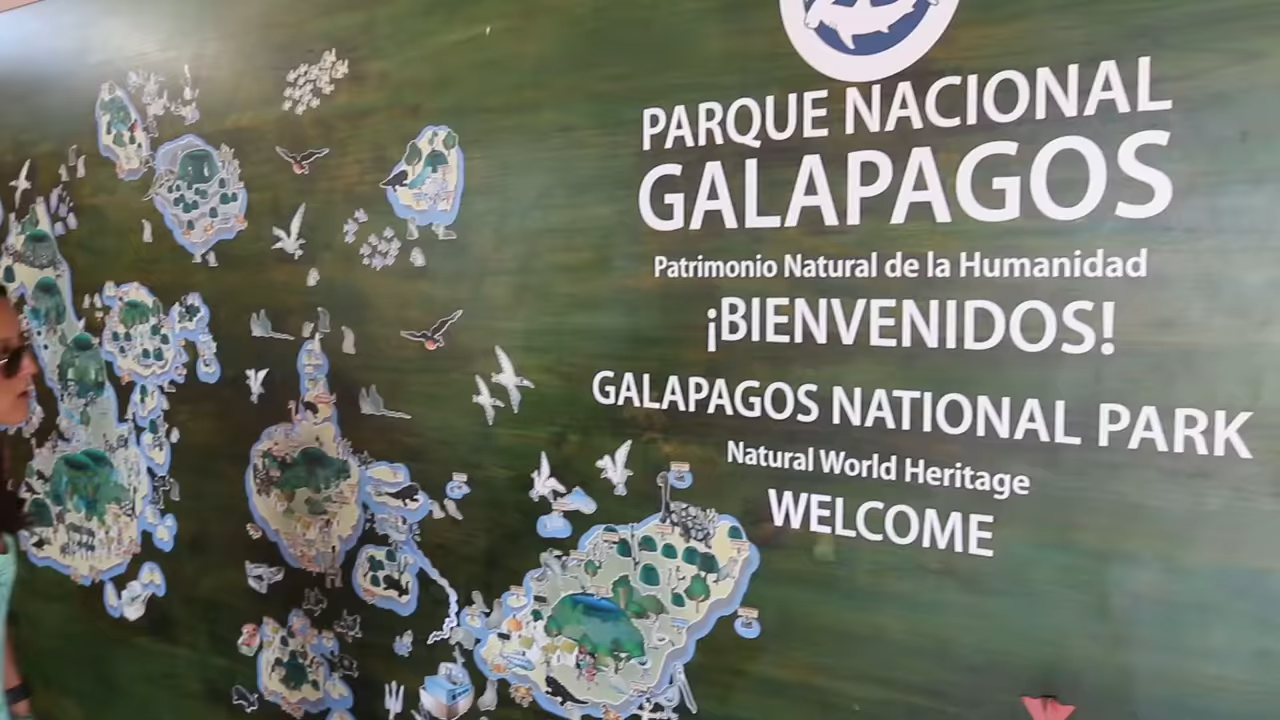 PARQUE NACIONAL
GALAPAGOS
Patrimonio Natural de la Humanidad
¡BIENVENIDOS!
GALAPAGOS NATIONAL PARK
Natural World Heritage
WELCOME